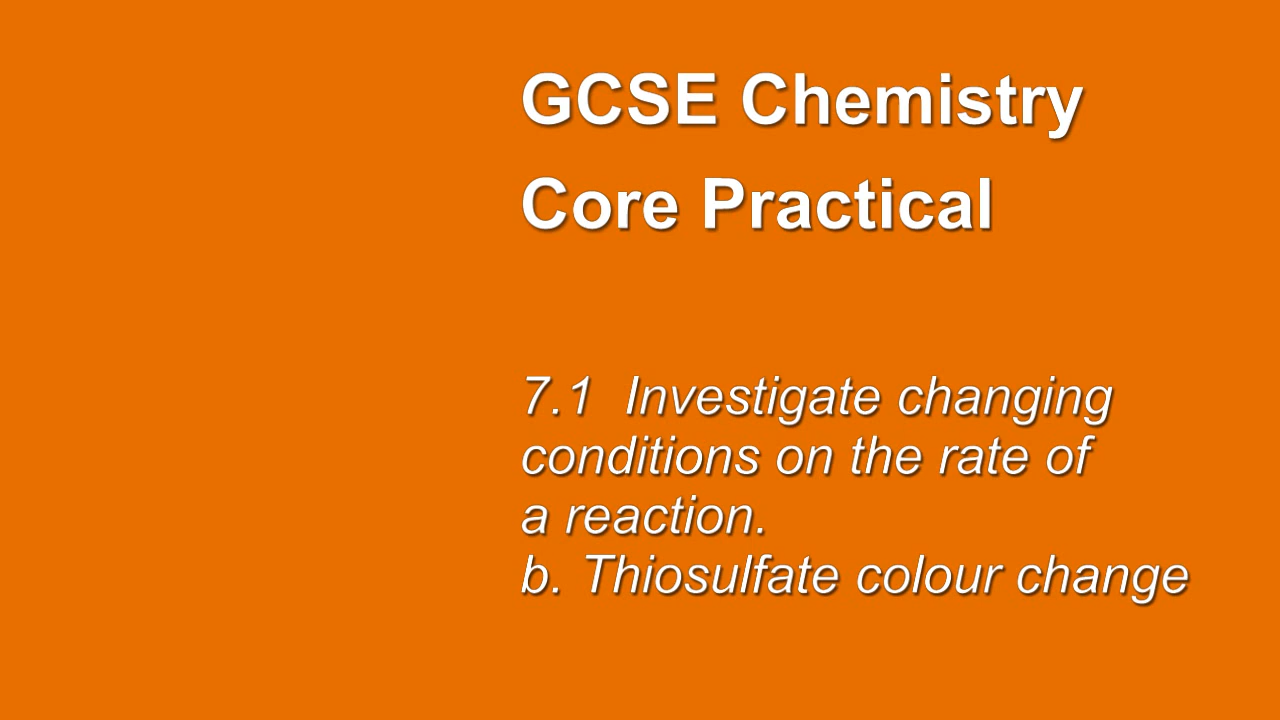 GCSE Chemistry
Core Practical
7.1 Investigate changing
conditions on the rate of
a reaction.
b. Thiosulfate colour change